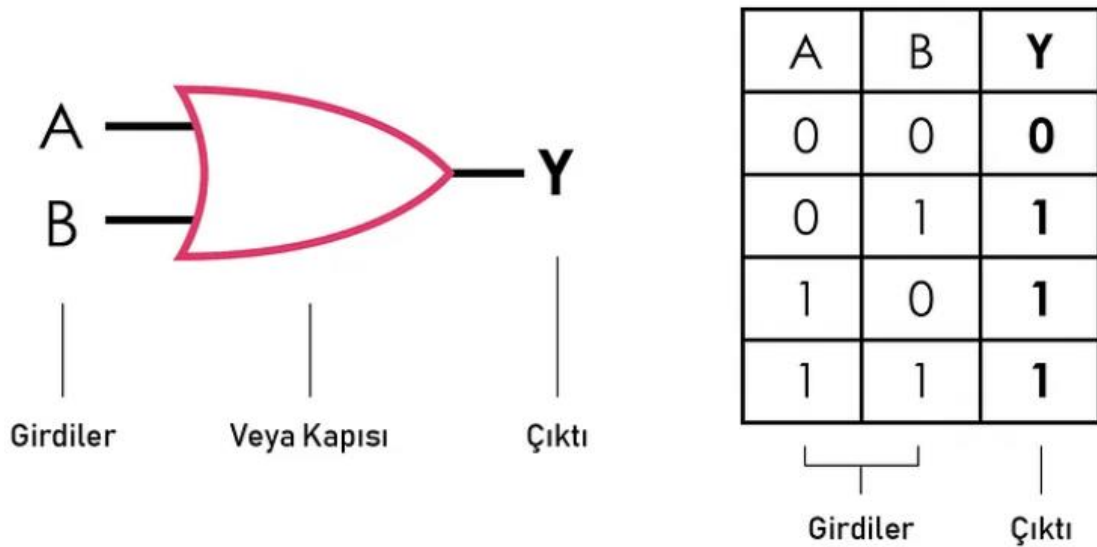 A
B
Y
Girdiler
Veya Kapısı
Çıktı
A B Y
0 0 0
0 1 1
1 0 1
1 1 1
Girdiler
Çıktı